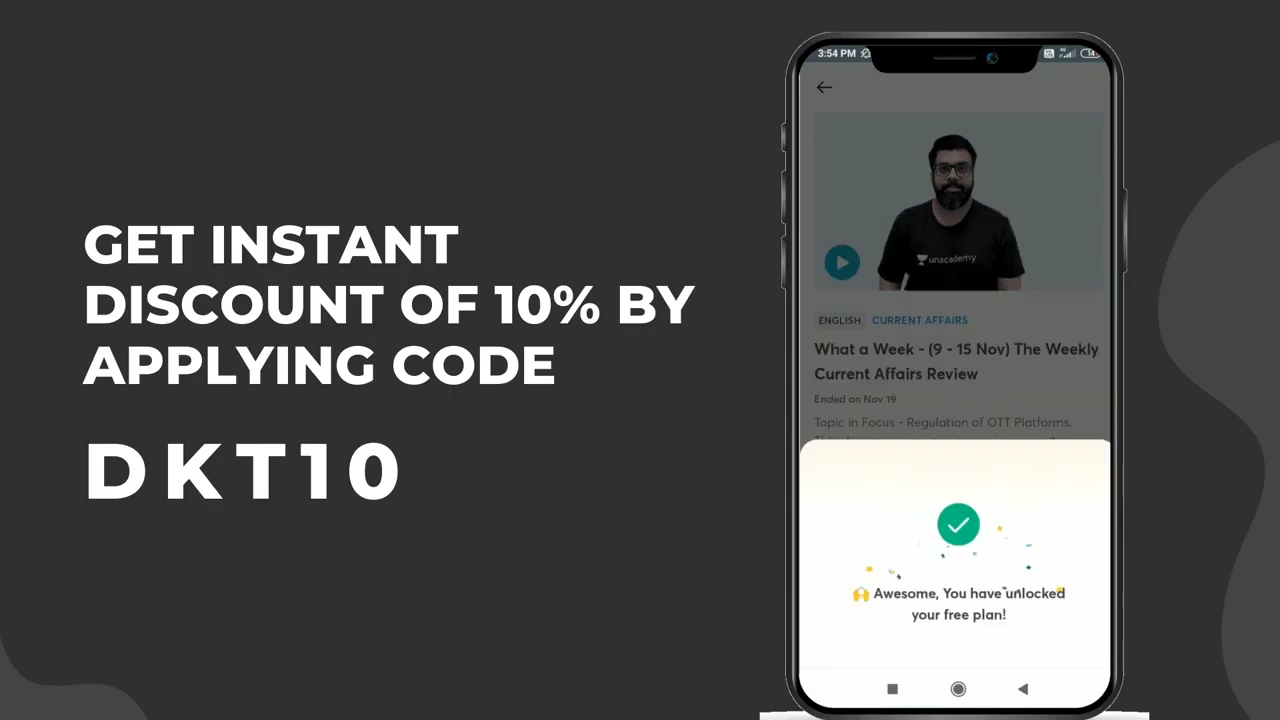 GET INSTANT
DISCOUNT OF 10% BY
APPLYING CODE
DKT10
3:54 PM
unacademy
ENGLISH CURRENT AFFAIRS
What a Week - (9 - 15 Nov) The Weekly
Current Affairs Review
Ended on Nov 19
Topic in Focus - Regulation of OTT Platforms.
🙌 Awesome, You have unlocked
your free plan!